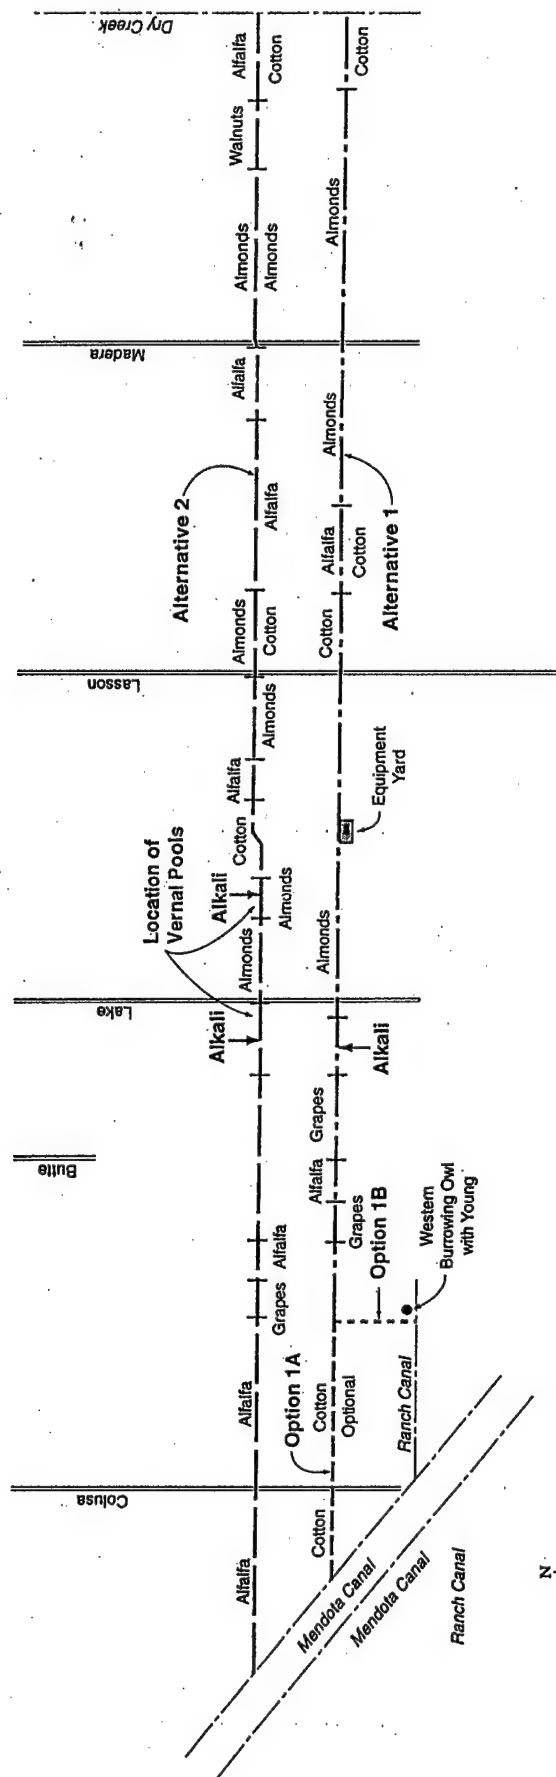 Dry Creek
Alfalfa
Cotton
Walnuts
Almonds
Almonds
Madera
Alfalfa
Alternative 2
Alfalfa
Almonds
Cotton
Lasson
Almonds
Alfalfa
Cotton
Location of
Vernal Pools
Alkali
Almonds
Almonds
Lake
Alkali
Butte
Alfalfa
Grapes
Alfalfa
Colusa
Alfalfa
Cotton
Almonds
Almonds
Alternative 1
Alfalfa
Cotton
Cotton
Equipment
Yard
Almonds
Alkali
Grapes
Alfalfa
Grapes
Option 1B
Western
Burrowing Owl
with Young
Option 1A
Cotton
Optional
Ranch Canal
Cotton
Mendota Canal
Mendota Canal
Ranch Canal
N